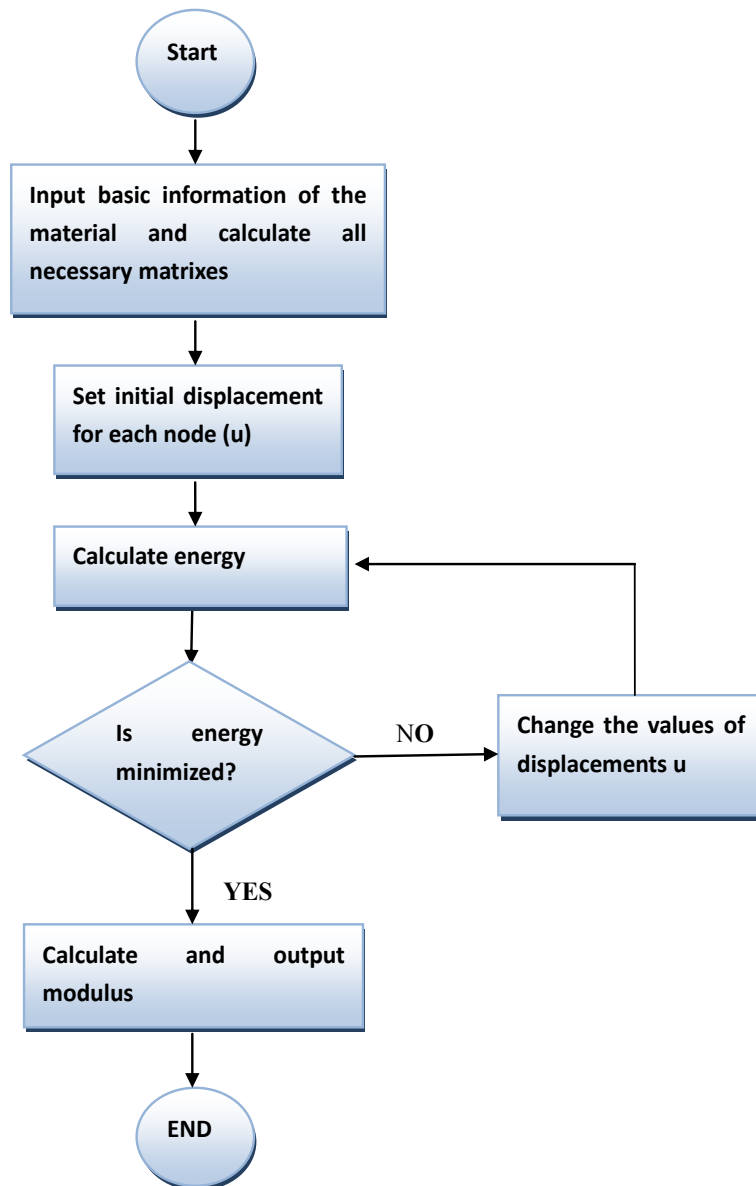 Start
Input basic information of the
material and calculate all
necessary matrixes
Set initial displacement
for each node (u)
Calculate energy
Is energy
minimized?
NO
Change the values of
displacements u
YES
Calculate and output
modulus
END